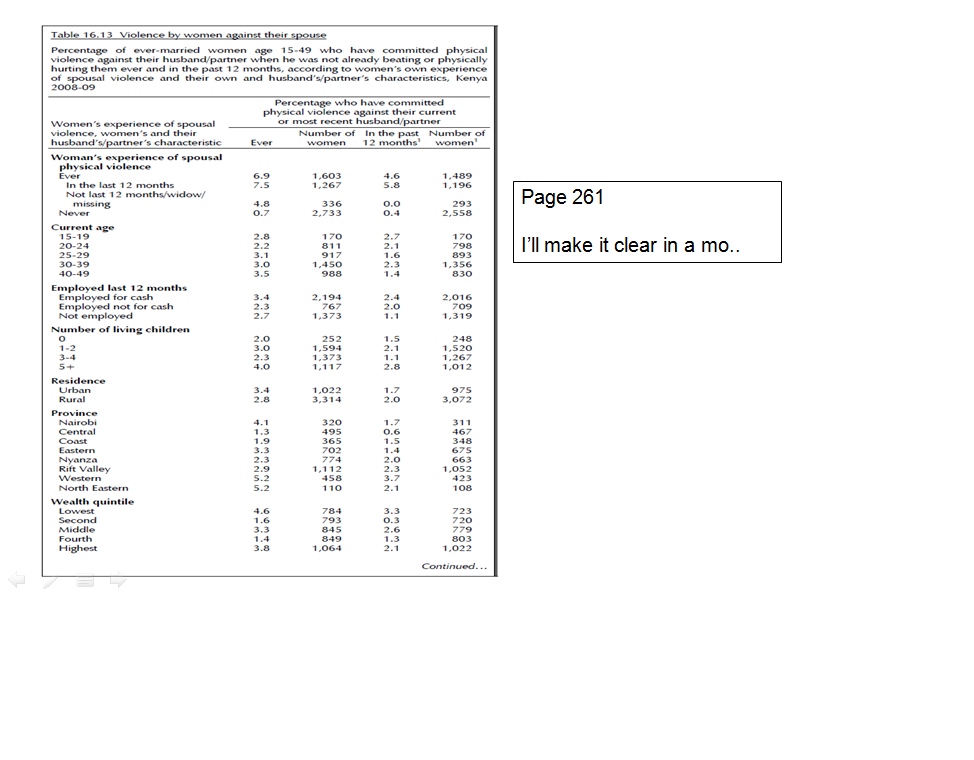 Table 16.13  Violence by women against their spouse
Percentage of ever-married women age 15-49 who have committed physical
violence against their husband/partner when he was not already beating or physically
hurting them ever and in the past 12 months, according to women's own experience
of spousal violence and their own and husband's/partner's characteristics, Kenya
2008-09
Percentage who have committed
physical violence against their current
or most recent husband/partner
Women's experience of spousal
violence, women's and their
husband's/partner's characteristic
Ever
Number of
women
In the past
12 months¹
Number of
women¹
Woman's experience of spousal
physical violence
Ever 6.9 1,603 4.6 1,489
In the last 12 months 7.5 1,267 5.8 1,196
Not last 12 months/widow/
missing 4.8 336 0.0 293
Never 0.7 2,733 0.4 2,558
Current age
15-19 2.8 170 2.7 170
20-24 2.2 811 2.1 798
25-29 3.1 917 1.6 893
30-39 3.0 1,450 2.3 1,356
40-49 3.5 988 1.4 830
Employed last 12 months
Employed for cash 3.4 2,194 2.4 2,016
Employed not for cash 2.3 767 2.0 709
Not employed 2.7 1,373 1.1 1,319
Number of living children
0 2.0 252 1.5 248
1-2 3.0 1,594 2.1 1,520
3-4 2.3 1,373 1.1 1,267
5+ 4.0 1,117 2.8 1,012
Residence
Urban 3.4 1,022 1.7 975
Rural 2.8 3,314 2.0 3,072
Province
Nairobi 4.1 320 1.7 311
Central 1.3 495 0.6 467
Coast 1.9 365 1.5 348
Eastern 3.3 702 1.4 675
Nyanza 2.3 774 2.0 663
Rift Valley 2.9 1,112 2.3 1,052
Western 5.2 458 3.7 423
North Eastern 5.2 110 2.1 108
Wealth quintile
Lowest 4.6 784 3.3 723
Second 1.6 793 0.3 720
Middle 3.3 845 2.6 779
Fourth 1.4 849 1.3 803
Highest 3.8 1,064 2.1 1,022
Continued...
Page 261
I'll make it clear in a mo..